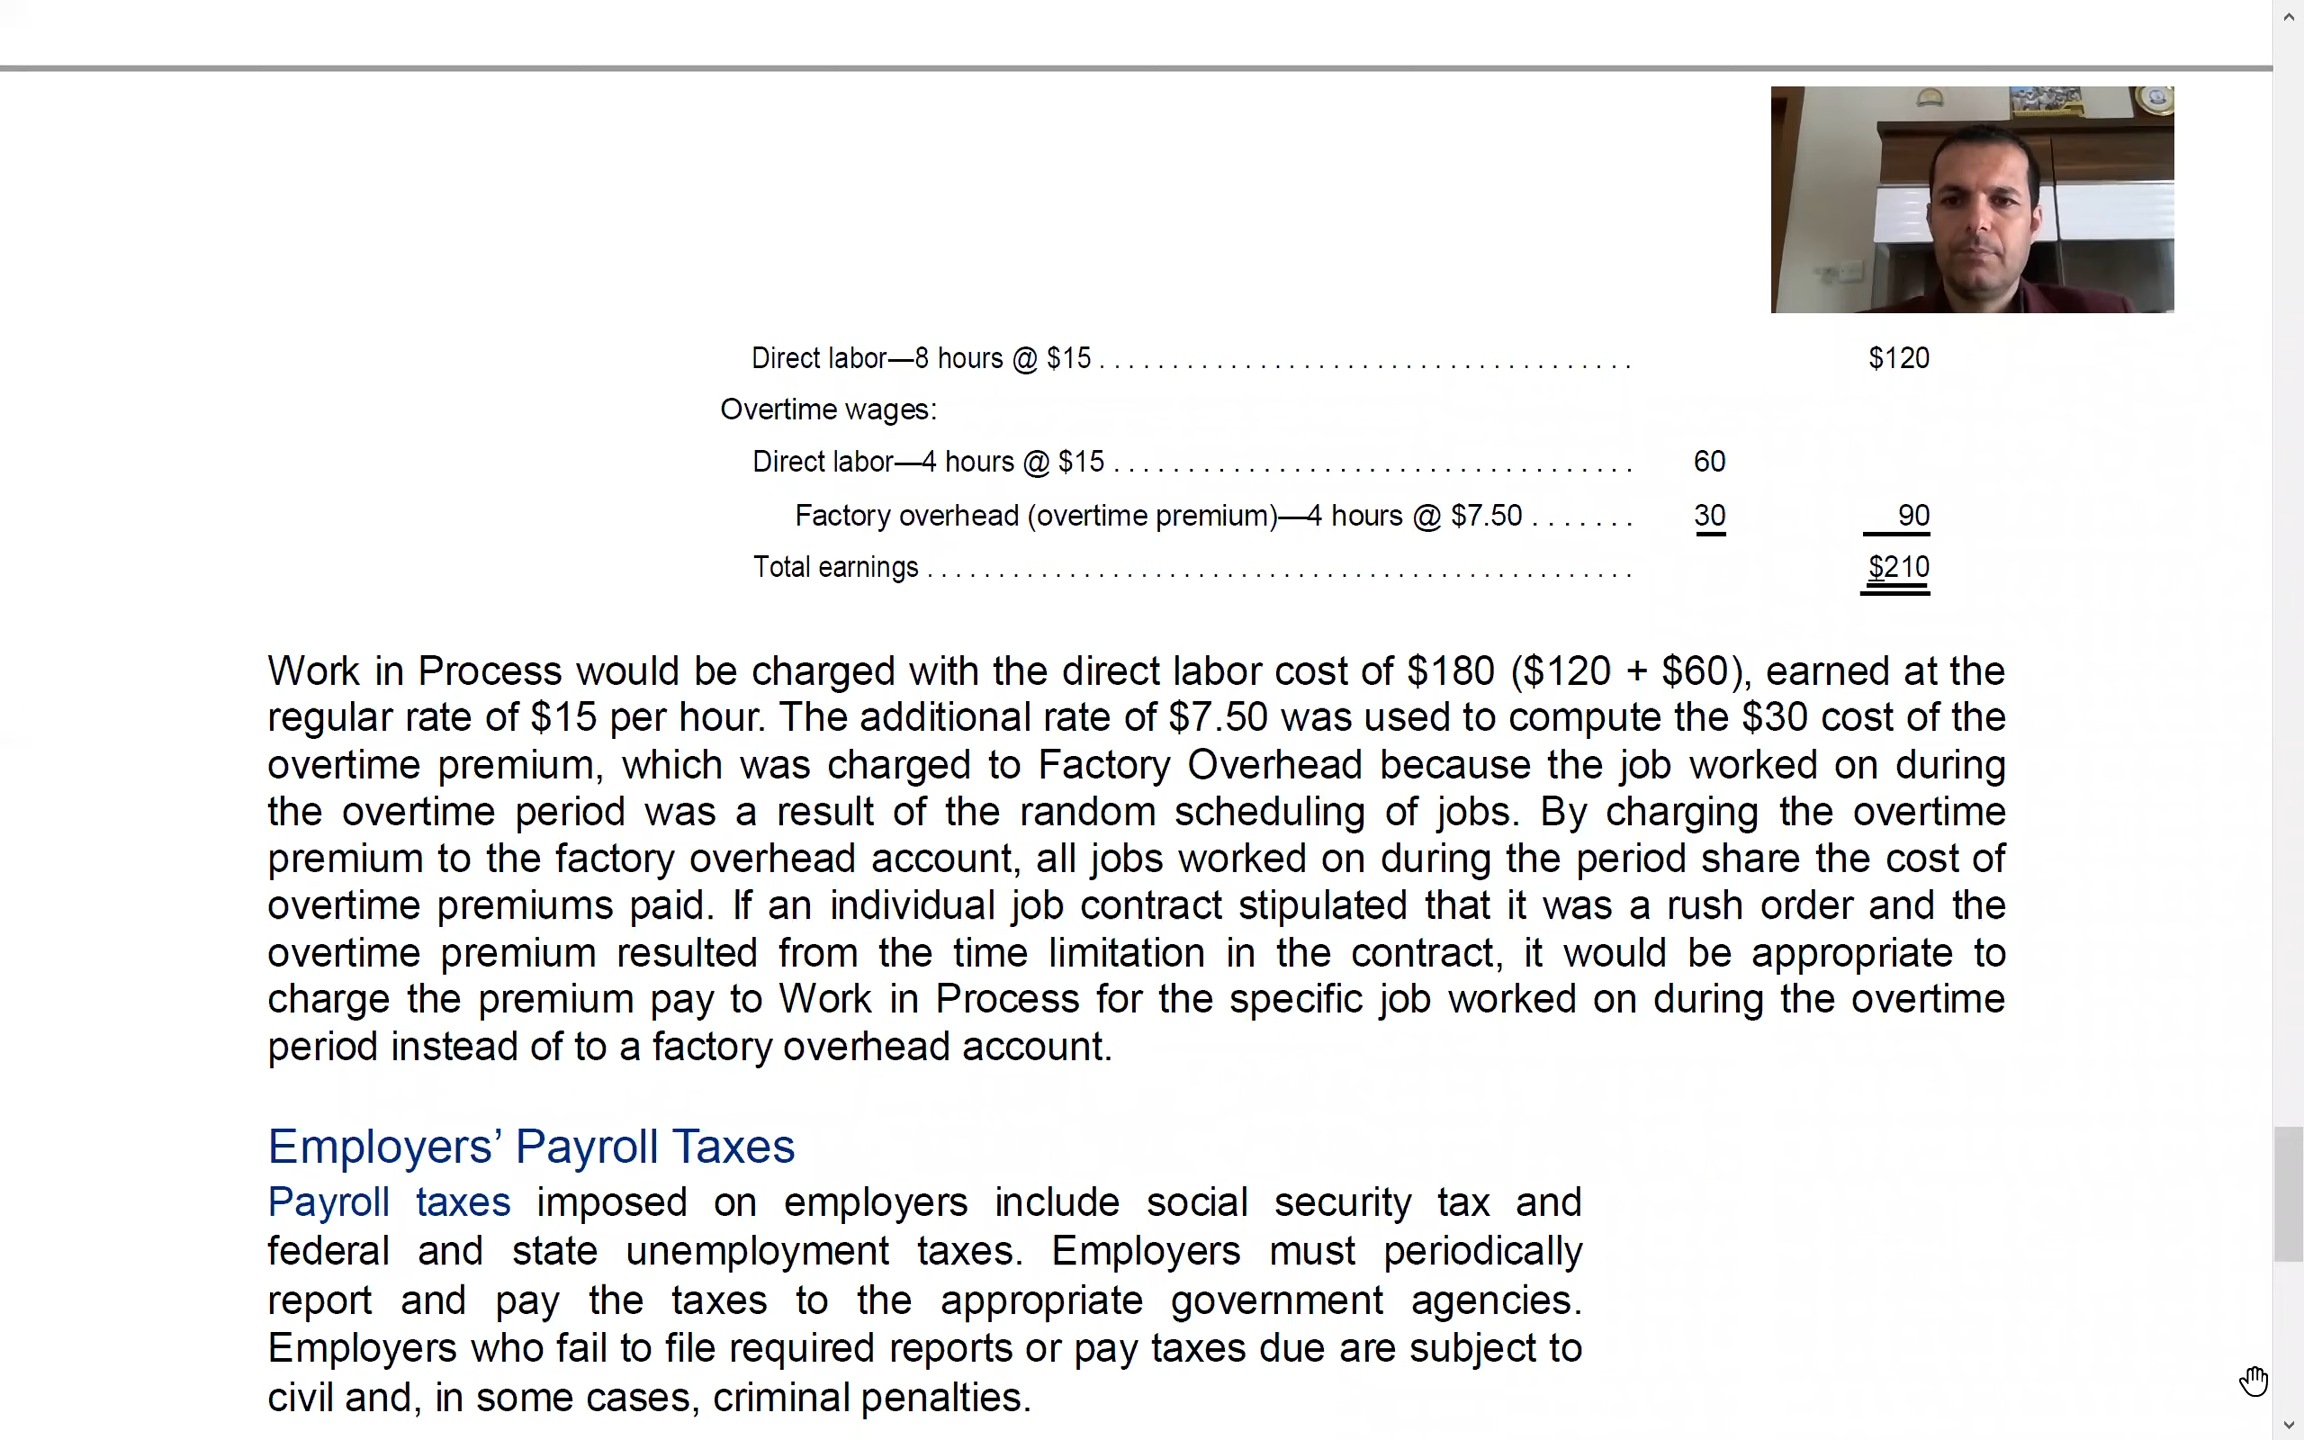 Direct labor—8 hours @ $15 . . . . . . . . . . . . . . . . . . . . . . . . . . . . . . . . . . . . . $120
Overtime wages:
Direct labor—4 hours @ $15 . . . . . . . . . . . . . . . . . . . . . . . . . . . . . . . . . . . . 60
Factory overhead (overtime premium)—4 hours @ $7.50 . . . . . . . 30 90
Total earnings . . . . . . . . . . . . . . . . . . . . . . . . . . . . . . . . . . . . . . . . . . . . . . . . . $210
Work in Process would be charged with the direct labor cost of $180 ($120 + $60), earned at the
regular rate of $15 per hour. The additional rate of $7.50 was used to compute the $30 cost of the
overtime premium, which was charged to Factory Overhead because the job worked on during
the overtime period was a result of the random scheduling of jobs. By charging the overtime
premium to the factory overhead account, all jobs worked on during the period share the cost of
overtime premiums paid. If an individual job contract stipulated that it was a rush order and the
overtime premium resulted from the time limitation in the contract, it would be appropriate to
charge the premium pay to Work in Process for the specific job worked on during the overtime
period instead of to a factory overhead account.
Employers’ Payroll Taxes
Payroll taxes imposed on employers include social security tax and
federal and state unemployment taxes. Employers must periodically
report and pay the taxes to the appropriate government agencies.
Employers who fail to file required reports or pay taxes due are subject to
civil and, in some cases, criminal penalties.